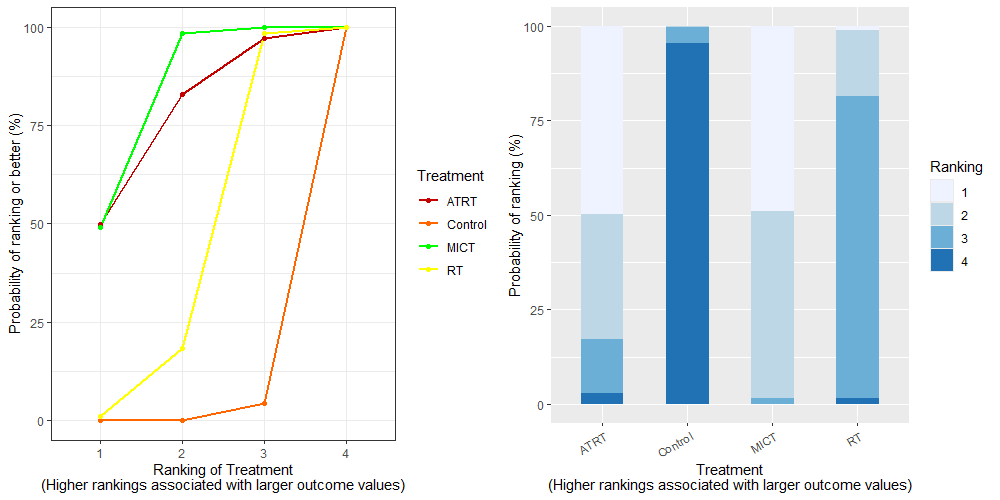 Probability of ranking or better (%)
100
75
50
25
0
1 2 3 4
Ranking of Treatment
(Higher rankings associated with larger outcome values)
Treatment
ATRT
Control
MICT
RT
Probability of ranking (%)
100
75
50
25
0
ATRT Control MICT RT
Treatment
(Higher rankings associated with larger outcome values)
Ranking
1
2
3
4